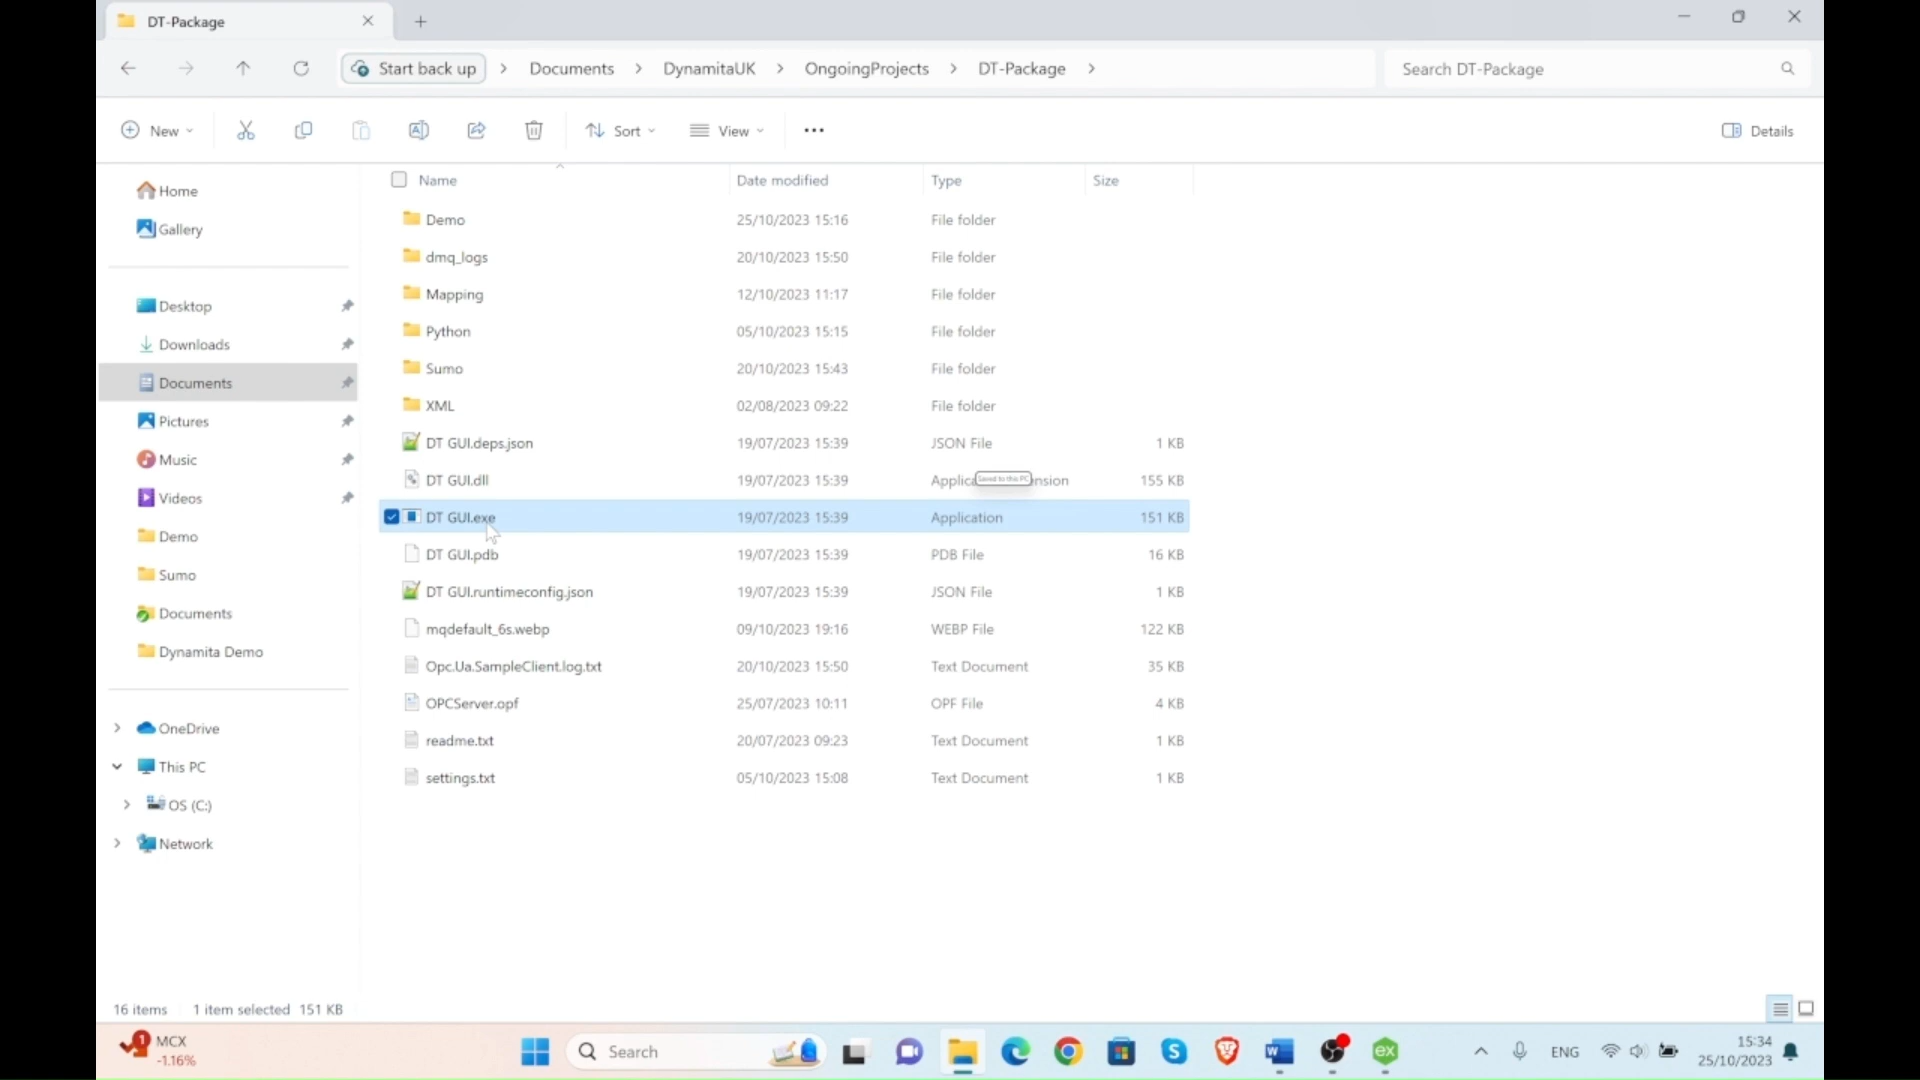 DT-Package
Start back up > Documents > DynamitaUK > OngoingProjects > DT-Package >
Search DT-Package
New
Sort
View
Details
Home
Gallery
Desktop
Downloads
Documents
Pictures
Music
Videos
Demo
Sumo
Documents
Dynamita Demo
OneDrive
This PC
OS (C:)
Network
Name Date modified Type Size
Demo 25/10/2023 15:16 File folder
dmq_logs 20/10/2023 15:50 File folder
Mapping 12/10/2023 11:17 File folder
Python 05/10/2023 15:15 File folder
Sumo 20/10/2023 15:43 File folder
XML 02/08/2023 09:22 File folder
DT GUI.deps.json 19/07/2023 15:39 JSON File 1 KB
DT GUI.dll 19/07/2023 15:39 Applica nsion 155 KB
Saved to this PC
DT GUI.exe 19/07/2023 15:39 Application 151 KB
DT GUI.pdb 19/07/2023 15:39 PDB File 16 KB
DT GUI.runtimeconfig.json 19/07/2023 15:39 JSON File 1 KB
mqdefault_6s.webp 09/10/2023 19:16 WEBP File 122 KB
Opc.Ua.SampleClient.log.txt 20/10/2023 15:50 Text Document 35 KB
OPCServer.opf 25/07/2023 10:11 OPF File 4 KB
readme.txt 20/07/2023 09:23 Text Document 1 KB
settings.txt 05/10/2023 15:08 Text Document 1 KB
16 items 1 item selected 151 KB
1 MCX
-1.16%
Search
W
S
ex
ENG
15:34
25/10/2023